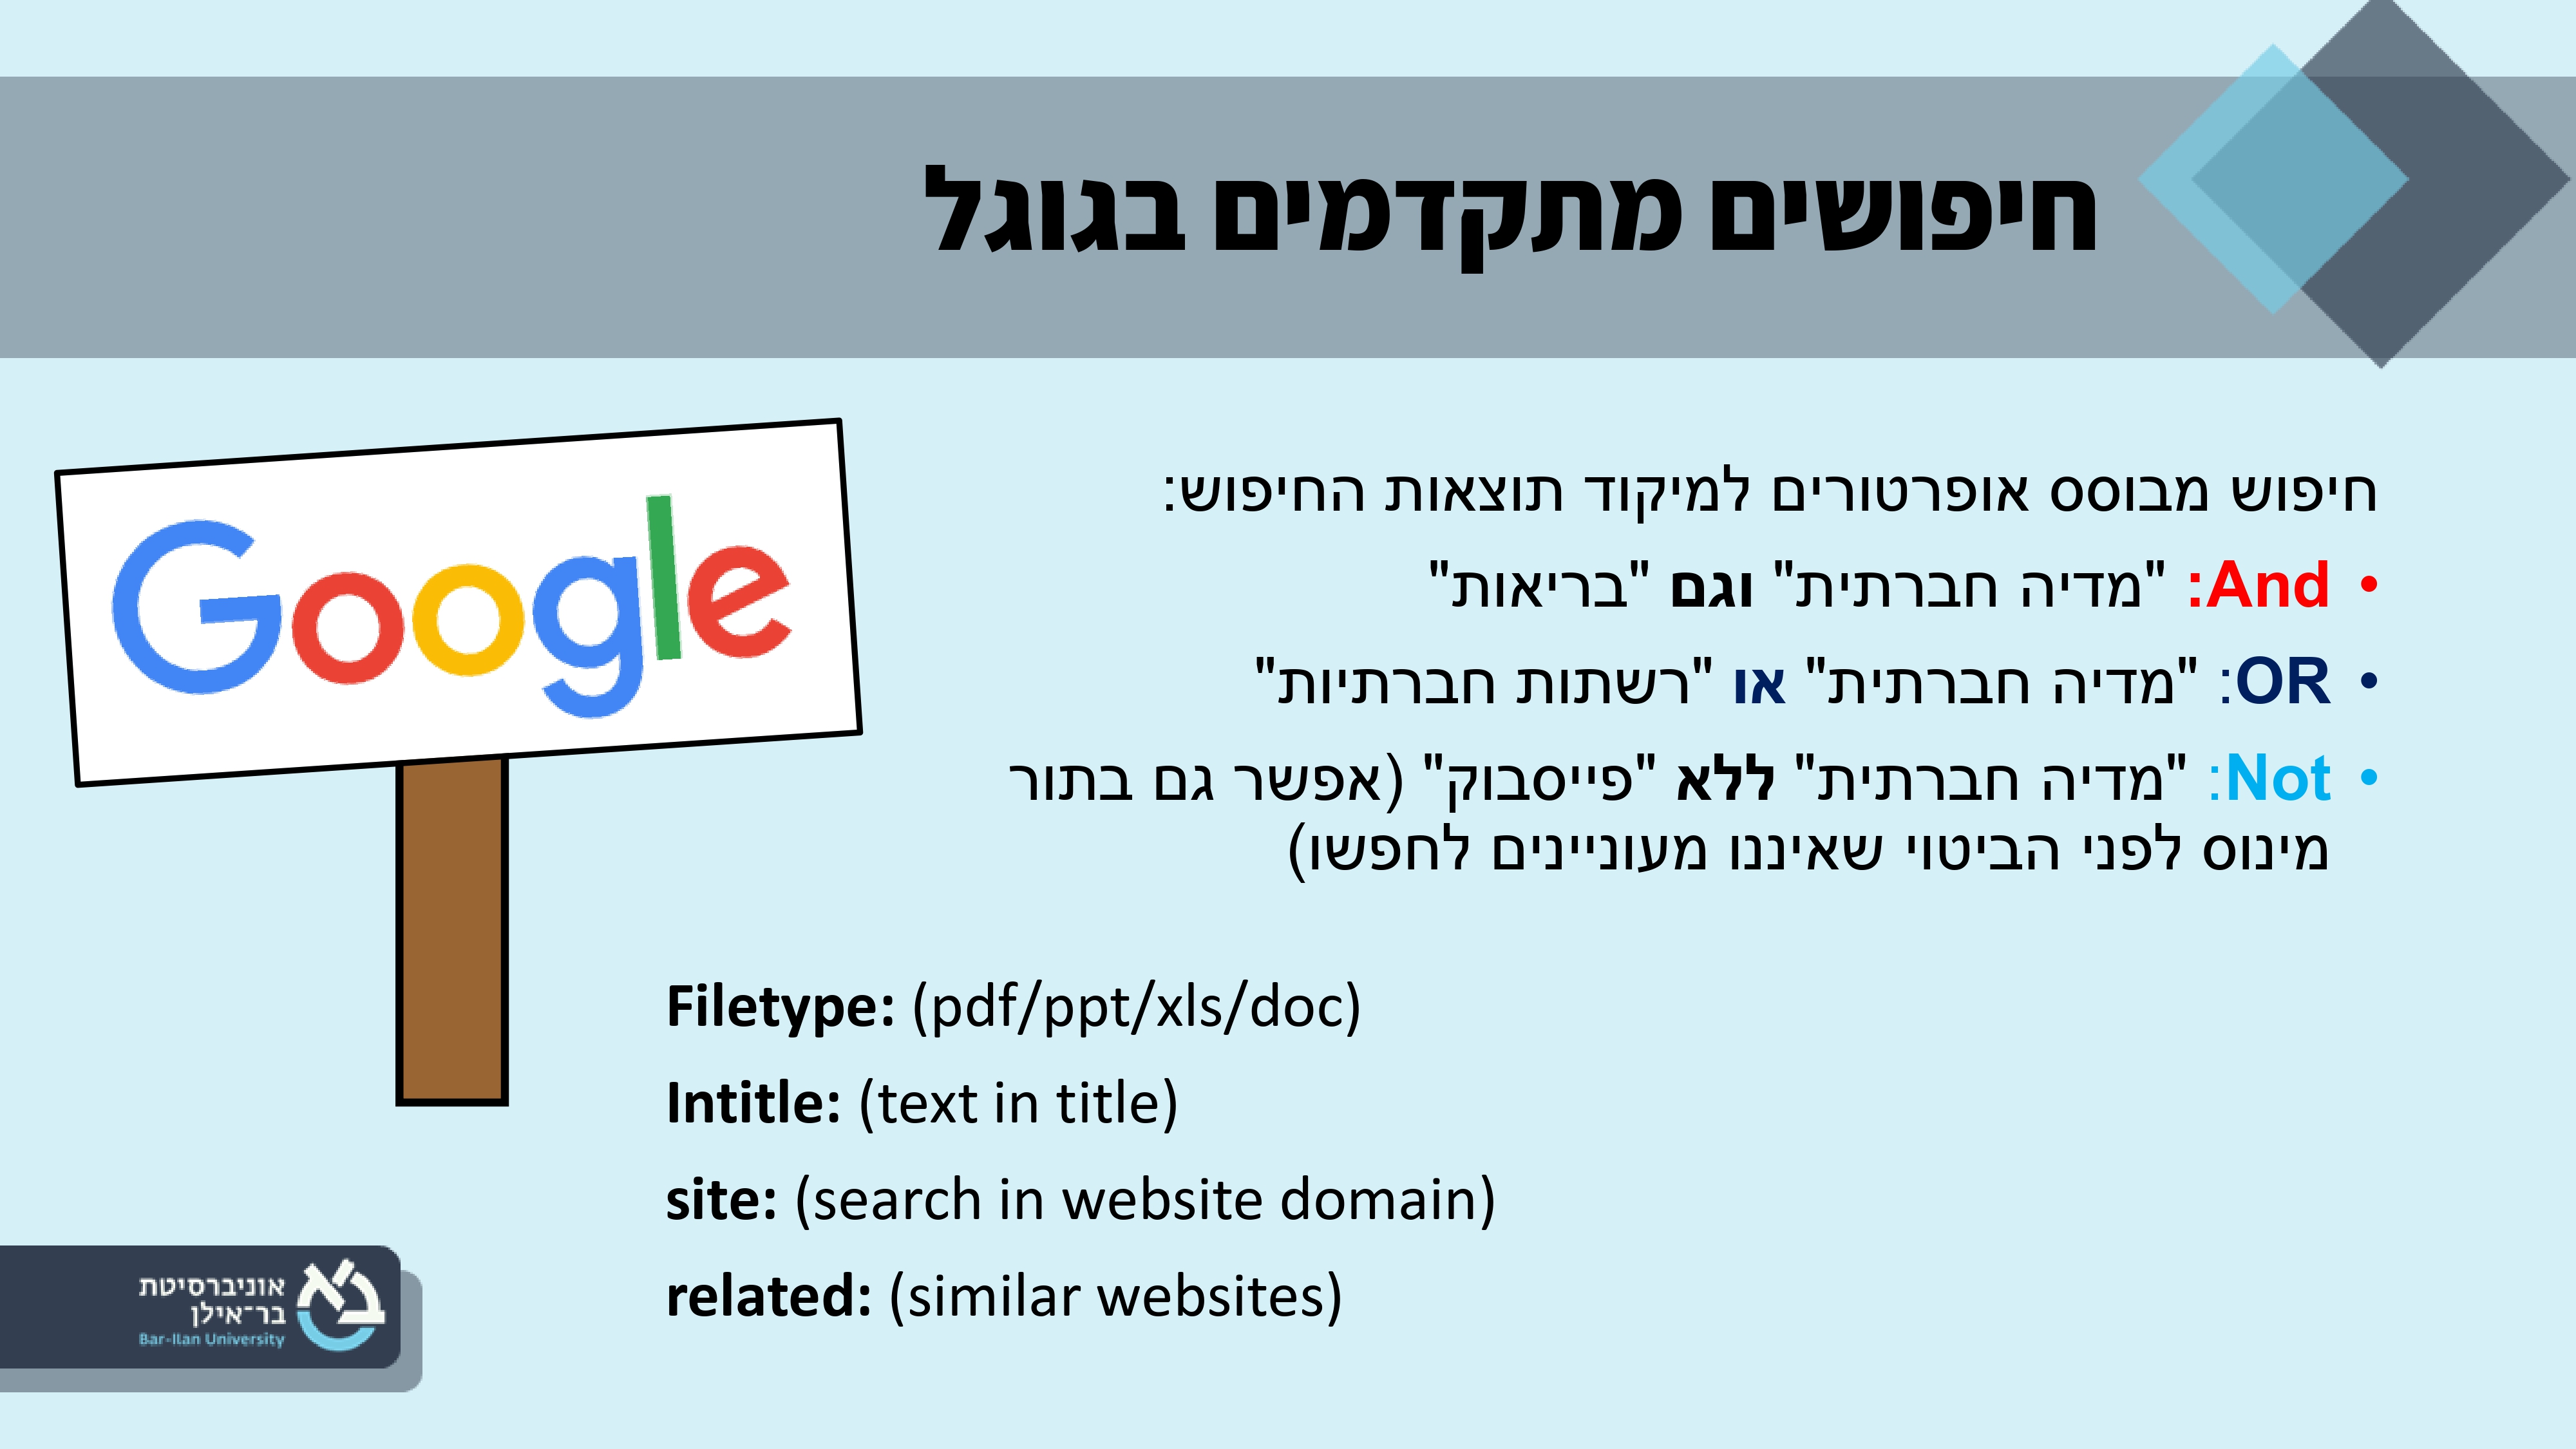 חיפושים מתקדמים בגוגל
Google
חיפוש מבוסס אופרטורים למיקוד תוצאות החיפוש:
• And: "מדיה חברתית" וגם "בריאות"
• OR: "מדיה חברתית" או "רשתות חברתיות"
• Not: "מדיה חברתית" ללא "פייסבוק" (אפשר גם בתור
מינוס לפני הביטוי שאיננו מעוניינים לחפשו)
Filetype: (pdf/ppt/xls/doc)
Intitle: (text in title)
site: (search in website domain)
related: (similar websites)
אוניברסיטת
בר־אילן
Bar-Ilan University